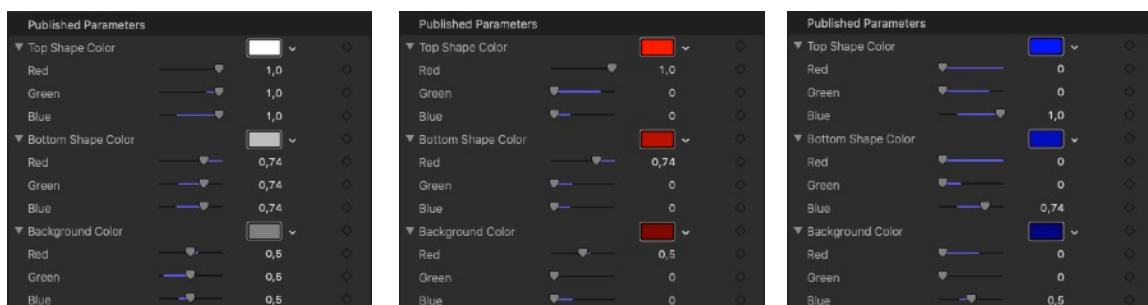 Published Parameters
Top Shape Color
Red 1,0
Green 1,0
Blue 1,0
Bottom Shape Color
Red 0,74
Green 0,74
Blue 0,74
Background Color
Red 0,5
Green 0,5
Blue 0,5
Published Parameters
Top Shape Color
Red 1,0
Green 0
Blue 0
Bottom Shape Color
Red 0,74
Green 0
Blue 0
Background Color
Red 0,5
Green 0
Blue 0
Published Parameters
Top Shape Color
Red 0
Green 0
Blue 1,0
Bottom Shape Color
Red 0
Green 0
Blue 0,74
Background Color
Red 0
Green 0
Blue 0,5